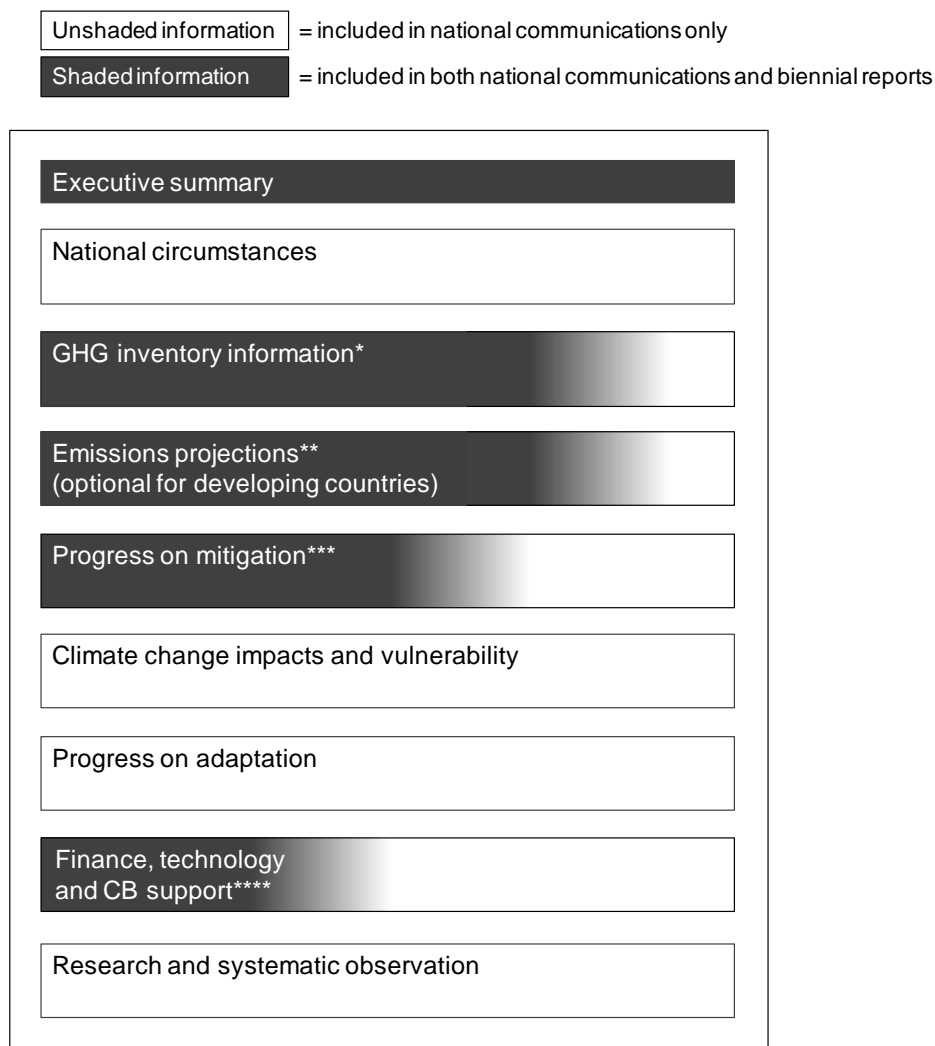 Unshaded information = included in national communications only
Shaded information = included in both national communications and biennial reports
Executive summary
National circumstances
GHG inventory information*
Emissions projections**
(optional for developing countries)
Progress on mitigation***
Climate change impacts and vulnerability
Progress on adaptation
Finance, technology
and CB support****
Research and systematic observation